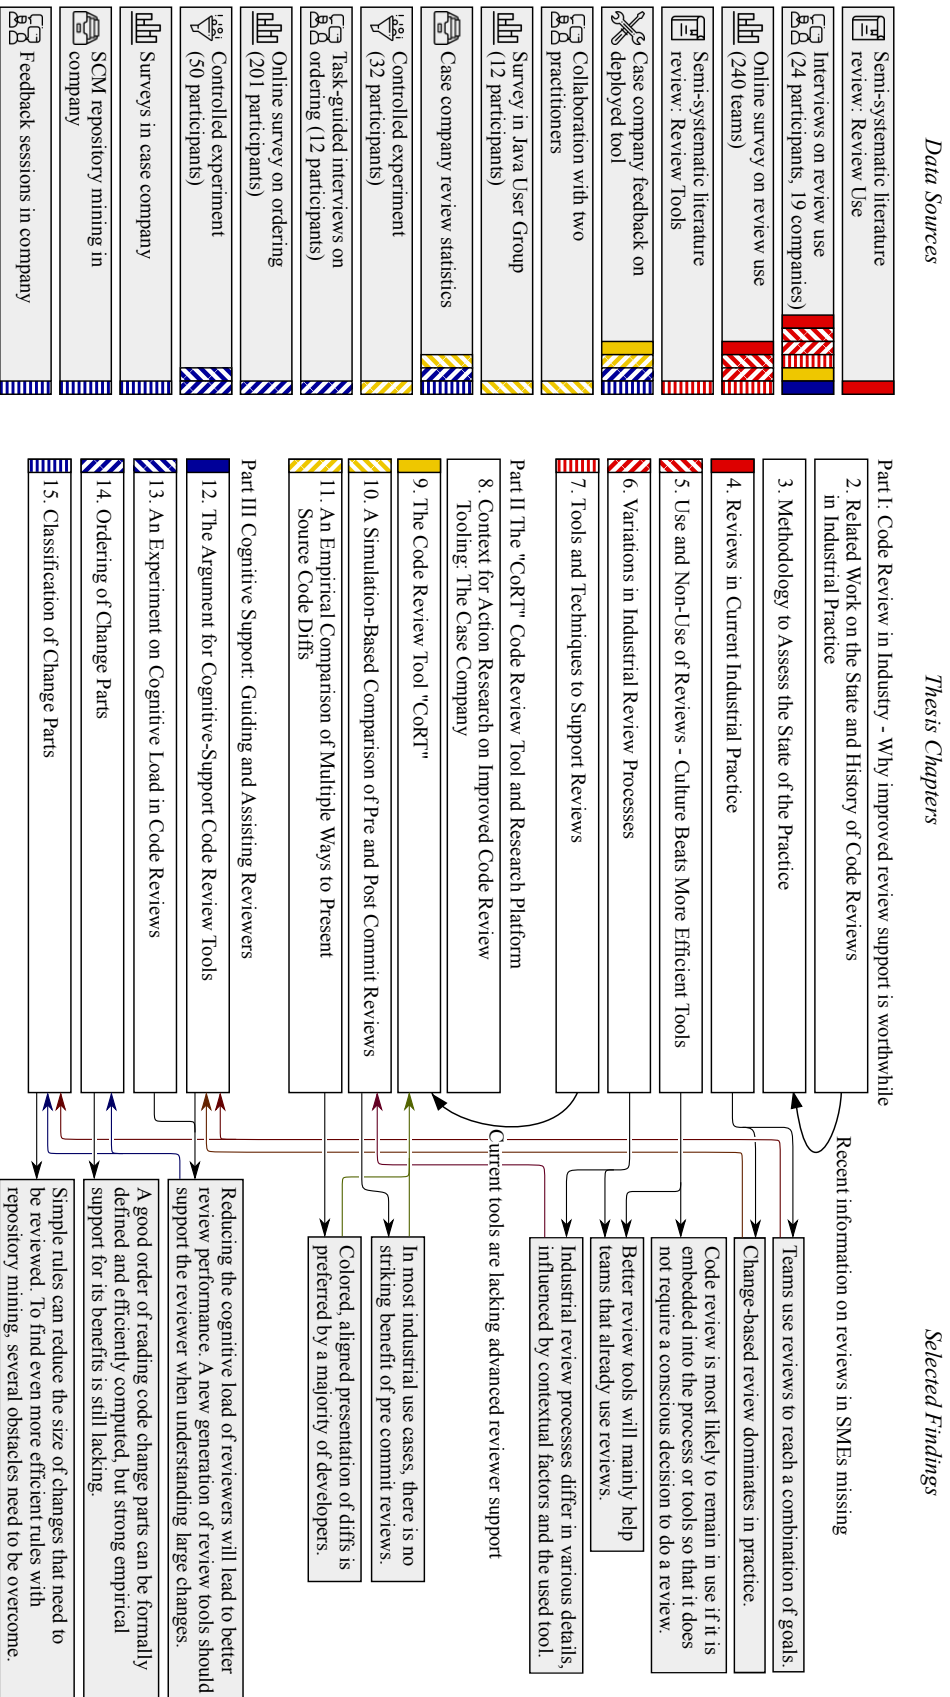 Data Sources
Semi-systematic literature
review: Review Use
Interviews on review use
(24 participants, 19 companies)
Online survey on review use
(240 teams)
Semi-systematic literature
review: Review Tools
Case company feedback on
deployed tool
Collaboration with two
practitioners
Survey in Java User Group
(12 participants)
Case company review statistics
Controlled experiment
(32 participants)
Task-guided interviews on
ordering (12 participants)
Online survey on ordering
(201 participants)
Controlled experiment
(50 participants)
Surveys in case company
SCM repository mining in
company
Feedback sessions in company
Thesis Chapters
Part I: Code Review in Industry - Why improved review support is worthwhile
2. Related Work on the State and History of Code Reviews
in Industrial Practice
3. Methodology to Assess the State of the Practice
4. Reviews in Current Industrial Practice
5. Use and Non-Use of Reviews - Culture Beats More Efficient Tools
6. Variations in Industrial Review Processes
7. Tools and Techniques to Support Reviews
Part II The "CoRT" Code Review Tool and Research Platform
8. Context for Action Research on Improved Code Review
Tooling: The Case Company
9. The Code Review Tool "CoRT"
10. A Simulation-Based Comparison of Pre and Post Commit Reviews
11. An Empirical Comparison of Multiple Ways to Present
Source Code Diffs
Part III Cognitive Support: Guiding and Assisting Reviewers
12. The Argument for Cognitive-Support Code Review Tools
13. An Experiment on Cognitive Load in Code Reviews
14. Ordering of Change Parts
15. Classification of Change Parts
Selected Findings
Recent information on reviews in SMEs missing
Teams use reviews to reach a combination of goals.
Change-based review dominates in practice.
Code review is most likely to remain in use if it is
embedded into the process or tools so that it does
not require a conscious decision to do a review.
Better review tools will mainly help
teams that already use reviews.
Industrial review processes differ in various details,
influenced by contextual factors and the used tool.
Current tools are lacking advanced reviewer support
In most industrial use cases, there is no
striking benefit of pre commit reviews.
Colored, aligned presentation of diffs is
preferred by a majority of developers.
Reducing the cognitive load of reviewers will lead to better
review performance. A new generation of review tools should
support the reviewer when understanding large changes.
A good order of reading code change parts can be formally
defined and efficiently computed, but strong empirical
support for its benefits is still lacking.
Simple rules can reduce the size of changes that need to
be reviewed. To find even more efficient rules with
repository mining, several obstacles need to be overcome.